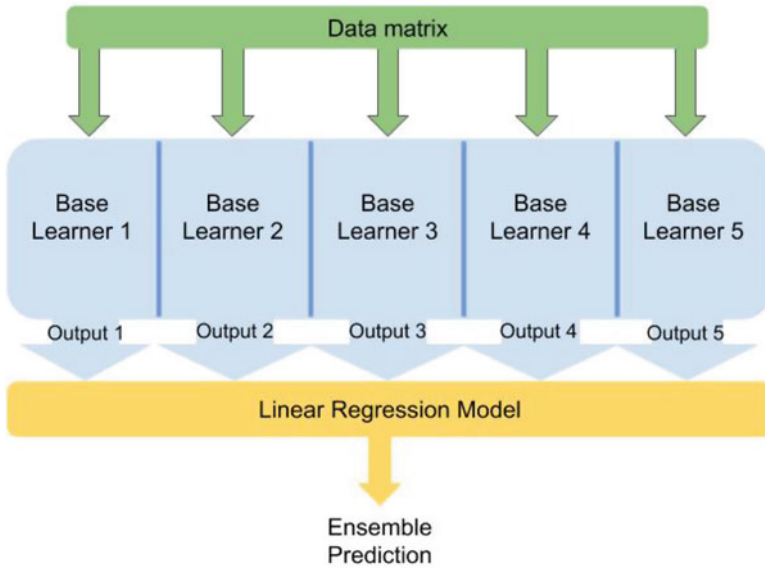 Data matrix
Base
Learner 1
Base
Learner 2
Base
Learner 3
Base
Learner 4
Base
Learner 5
Output 1
Output 2
Output 3
Output 4
Output 5
Linear Regression Model
Ensemble
Prediction